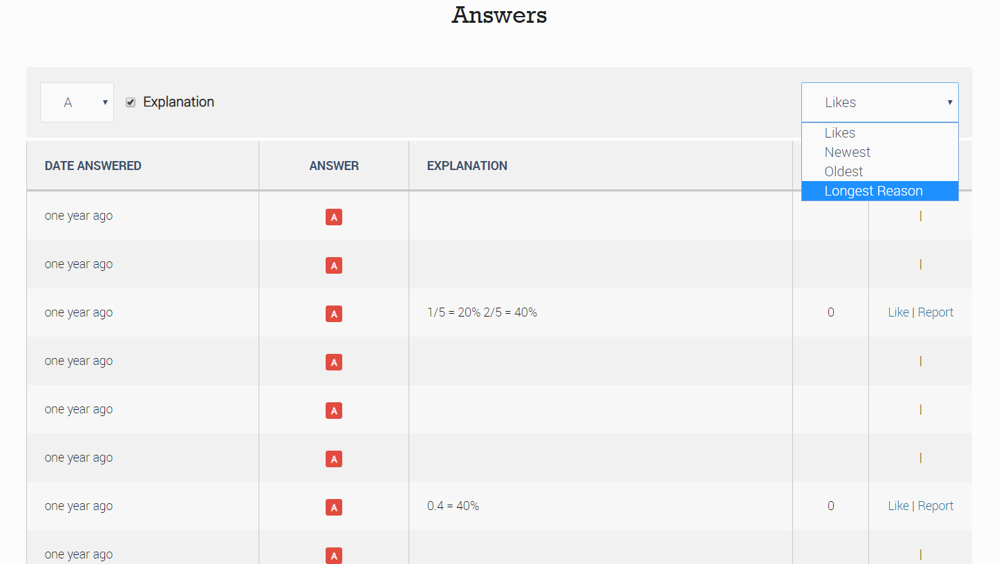 Answers
A ▾ Explanation Likes ▾
Likes
Newest
DATE ANSWERED ANSWER EXPLANATION
Oldest
Longest Reason
one year ago A |
one year ago A |
one year ago A 1/5 = 20% 2/5 = 40% 0 Like | Report
one year ago A |
one year ago A |
one year ago A |
one year ago A 0.4 = 40% 0 Like | Report
one year ago A |